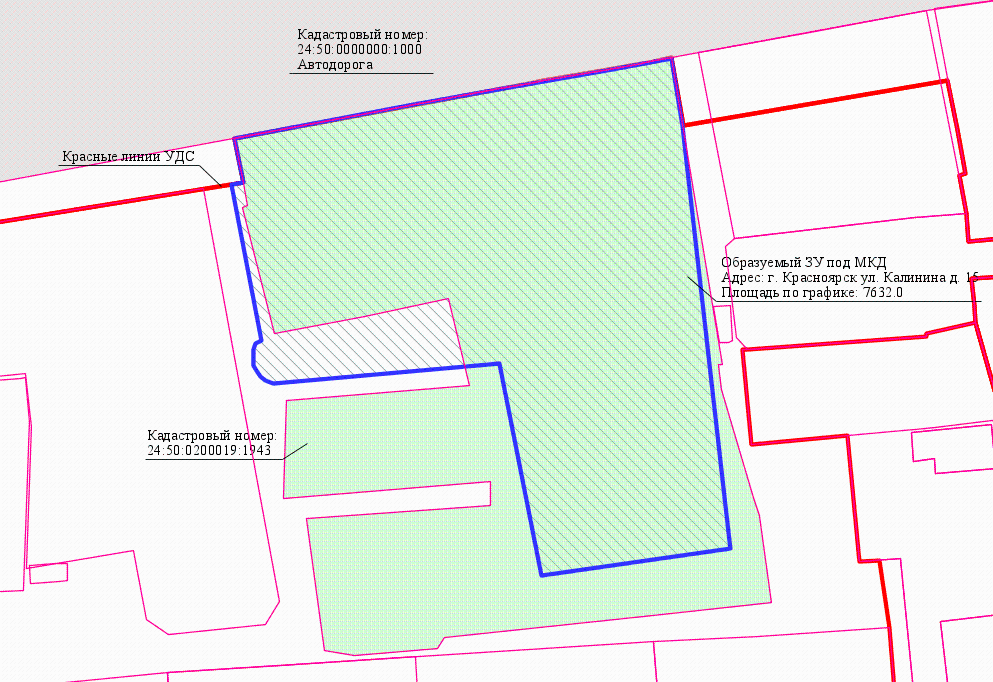 Кадастровый номер:
24:50:0000000:1000
Автодорога
Красные линии УДС
Образуемый ЗУ под МКД
Адрес: г. Красноярск ул. Калинина д. 15
Площадь по графике: 7632.0
Кадастровый номер:
24:50:0200019:1943